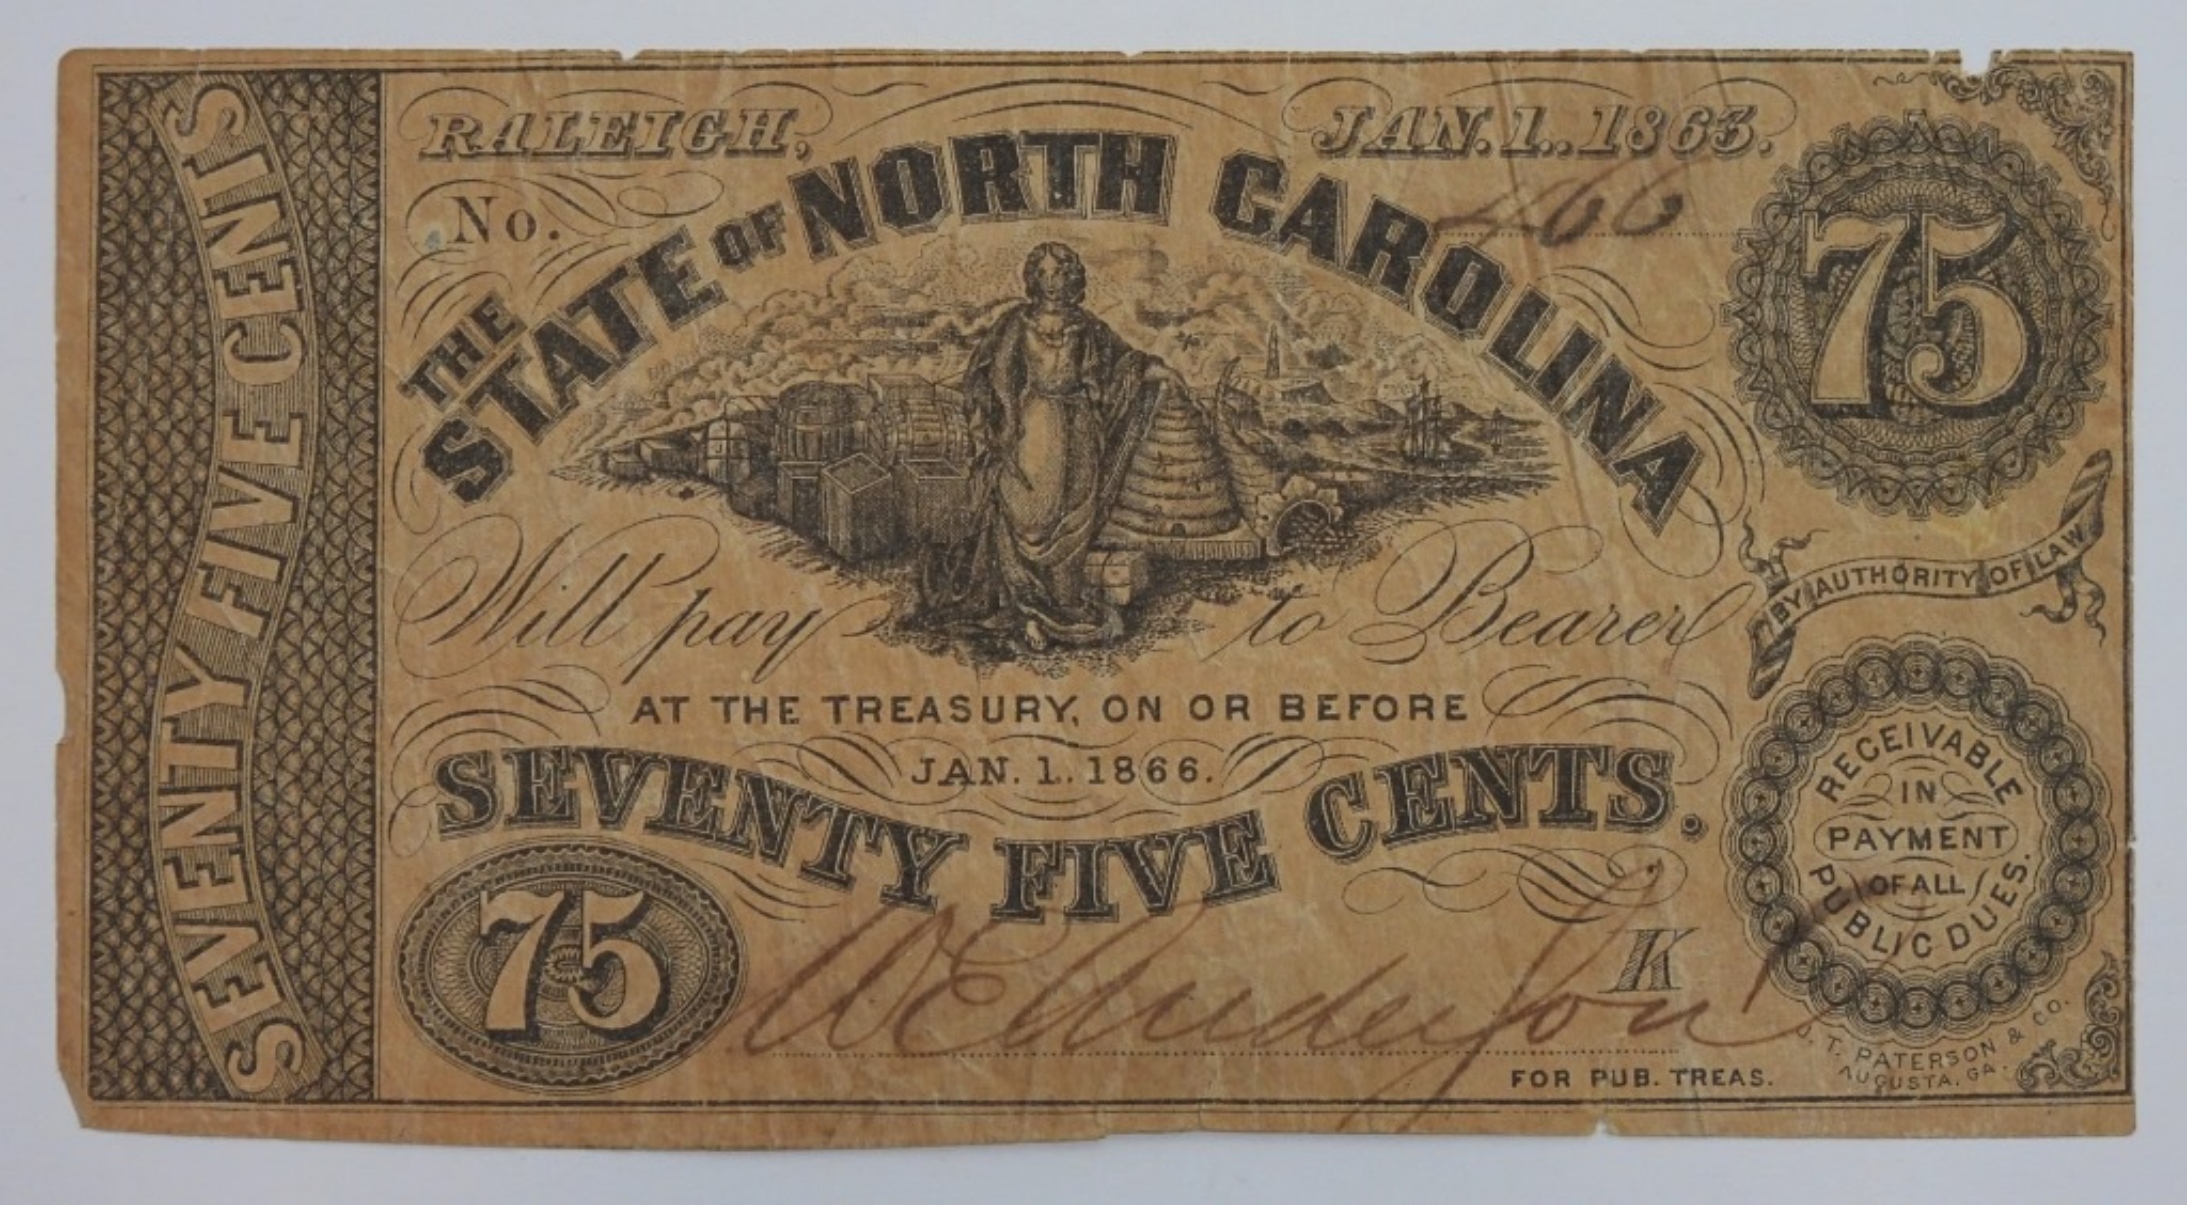 SEVENTY FIVE CENTS
RALEIGH, JAN. 1. 1863.
No. 
THE STATE OF NORTH CAROLINA
75
Will pay to Bearer
BY AUTHORITY OF LAW
AT THE TREASURY, ON OR BEFORE
JAN. 1. 1866.
SEVENTY FIVE CENTS.
RECEIVABLE
IN
PAYMENT
OF ALL
PUBLIC DUES.
75
W E Anderson
K
FOR PUB. TREAS.
J. T. PATERSON & CO.
AUGUSTA, GA.